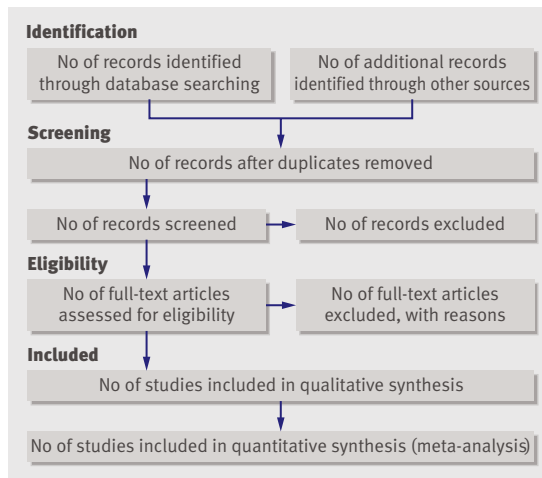 Identification
No of records identified
through database searching
No of additional records
identified through other sources
Screening
No of records after duplicates removed
No of records screened
No of records excluded
Eligibility
No of full-text articles
assessed for eligibility
No of full-text articles
excluded, with reasons
Included
No of studies included in qualitative synthesis
No of studies included in quantitative synthesis (meta-analysis)